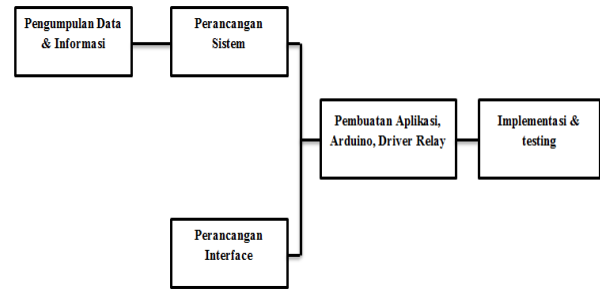 Pengumpulan Data
& Informasi
Perancangan
Sistem
Pembuatan Aplikasi,
Arduino, Driver Relay
Implementasi &
testing
Perancangan
Interface